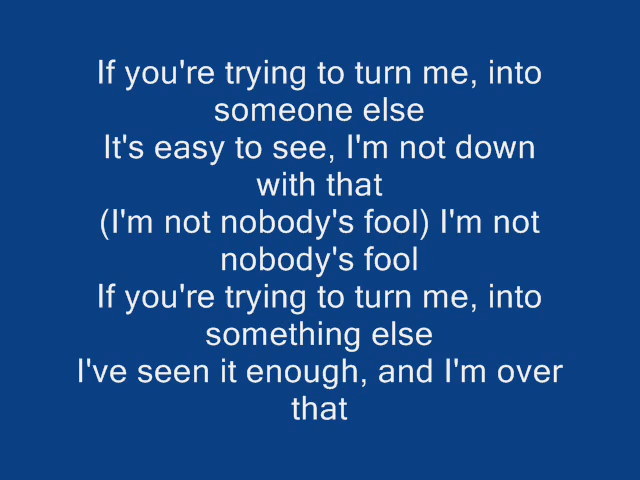 If you're trying to turn me, into
someone else
It's easy to see, I'm not down
with that
(I'm not nobody's fool) I'm not
nobody's fool
If you're trying to turn me, into
something else
I've seen it enough, and I'm over
that